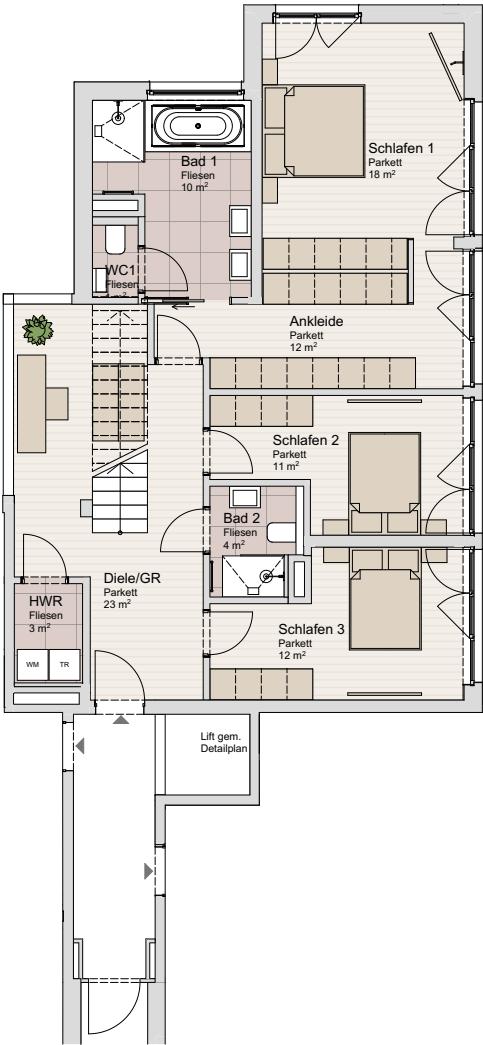 Schlafen 1
Parkett
18 m²
Bad 1
Fliesen
10 m²
WC1
Fliesen
Ankleide
Parkett
12 m²
Schlafen 2
Parkett
11 m²
Bad 2
Fliesen
4 m²
Diele/GR
Parkett
23 m²
HWR
Fliesen
3 m²
WM
TR
Schlafen 3
Parkett
12 m²
Lift gem.
Detailplan